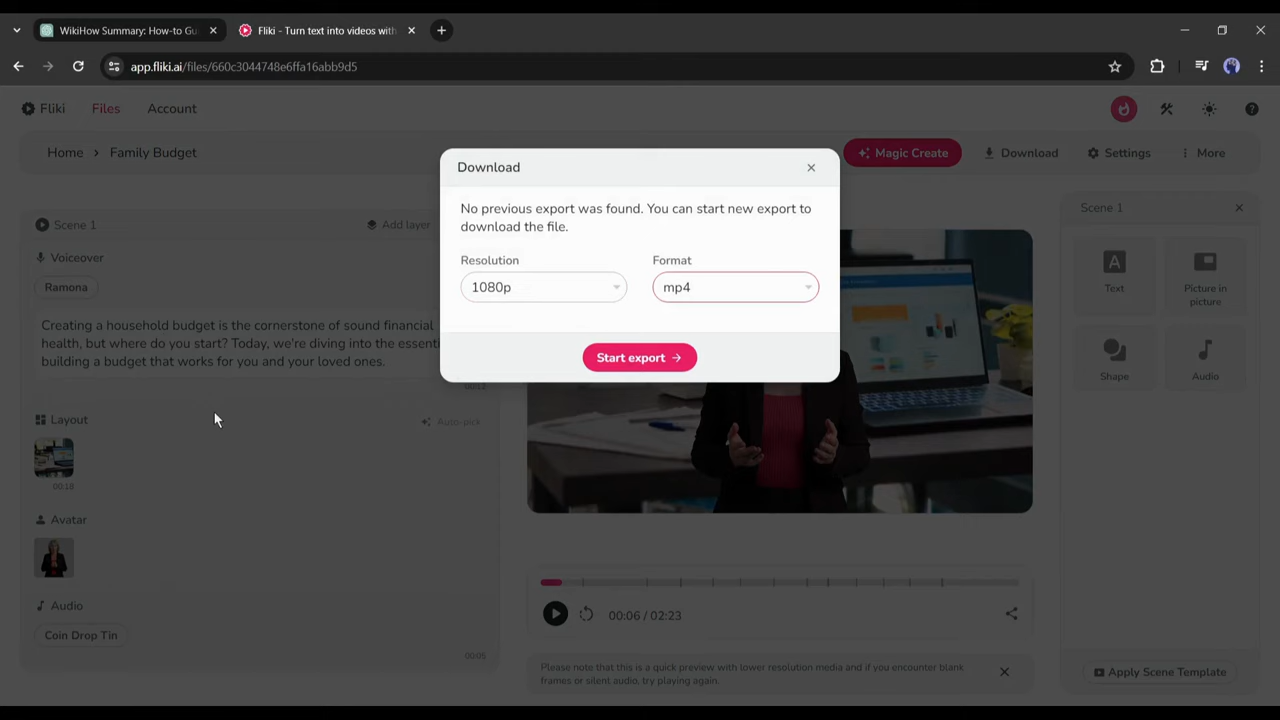 WikiHow Summary: How-to Gu
Fliki - Turn text into videos with
app.fliki.ai/files/660c3044748e6ffa16abb9d5
Fliki
Files
Account
Home > Family Budget
Magic Create
Download
Settings
More
Download
No previous export was found. You can start new export to
download the file.
Resolution
Format
1080p
mp4
Start export →
Scene 1
Add layer
Voiceover
Ramona
Creating a household budget is the cornerstone of sound financial
health, but where do you start? Today, we're diving into the essenti
building a budget that works for you and your loved ones.
00:12
Layout
Auto-pick
00:18
Avatar
Audio
Coin Drop Tin
00:05
00:06 / 02:23
Please note that this is a quick preview with lower resolution media and if you encounter blank
frames or silent audio, try playing again.
Scene 1
Text
Picture in
picture
Shape
Audio
Apply Scene Template